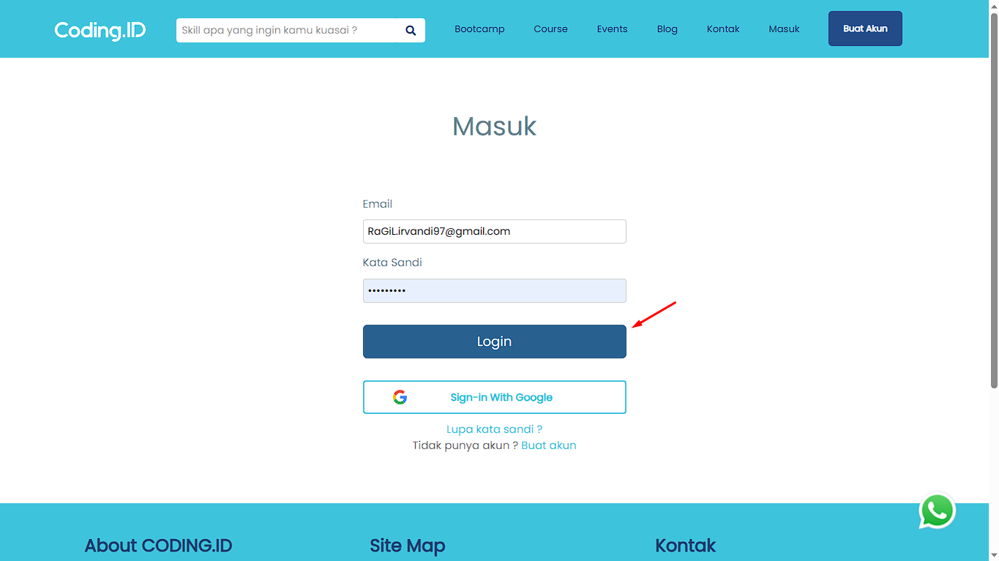 Coding.ID
Skill apa yang ingin kamu kuasai ?
Bootcamp
Course
Events
Blog
Kontak
Masuk
Buat Akun
Masuk
Email
RaGiL.irvandi97@gmail.com
Kata Sandi
•••••••••
Login
Sign-in With Google
Lupa kata sandi ?
Tidak punya akun ? Buat akun
About CODING.ID
Site Map
Kontak